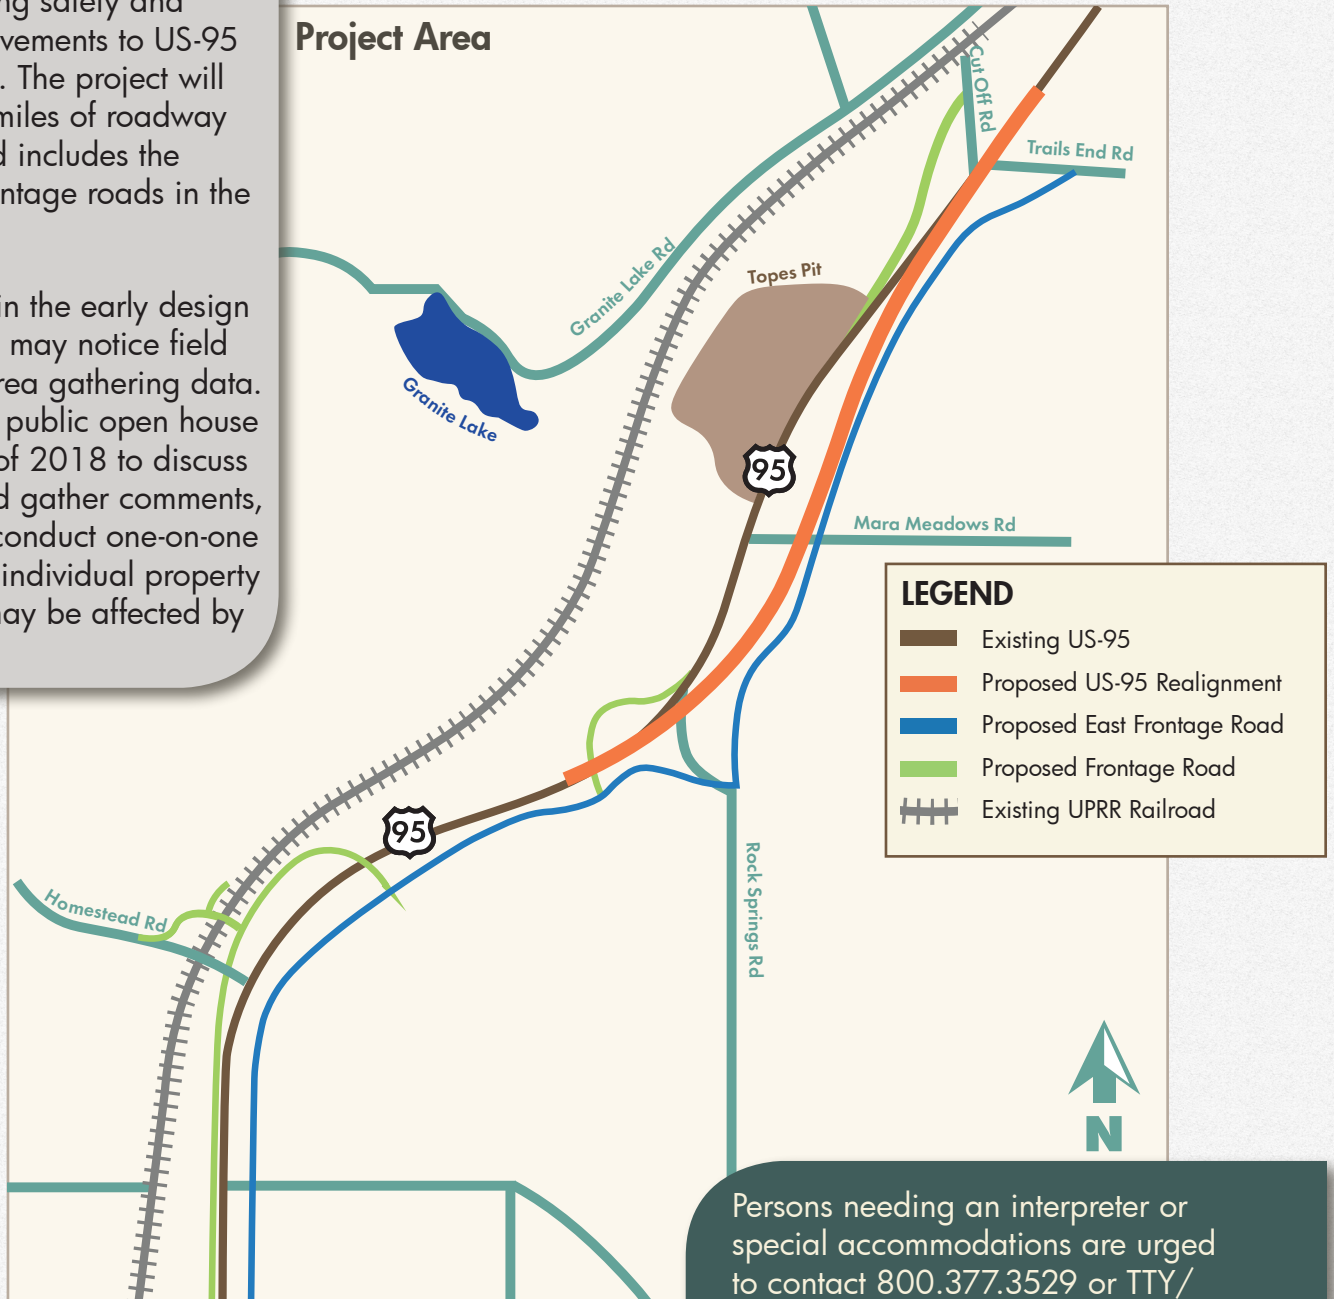 ng safety and
vements to US-95
. The project will
miles of roadway
d includes the
ntage roads in the
in the early design
may notice field
rea gathering data.
public open house
of 2018 to discuss
d gather comments,
conduct one-on-one
individual property
may be affected by
Project Area
Cut Off Rd
Trails End Rd
Granite Lake Rd
Topes Pit
Granite Lake
95
Mara Meadows Rd
LEGEND
Existing US-95
Proposed US-95 Realignment
Proposed East Frontage Road
Proposed Frontage Road
Existing UPRR Railroad
95
Homestead Rd
Rock Springs Rd
N
Persons needing an interpreter or
special accommodations are urged
to contact 800.377.3529 or TTY/